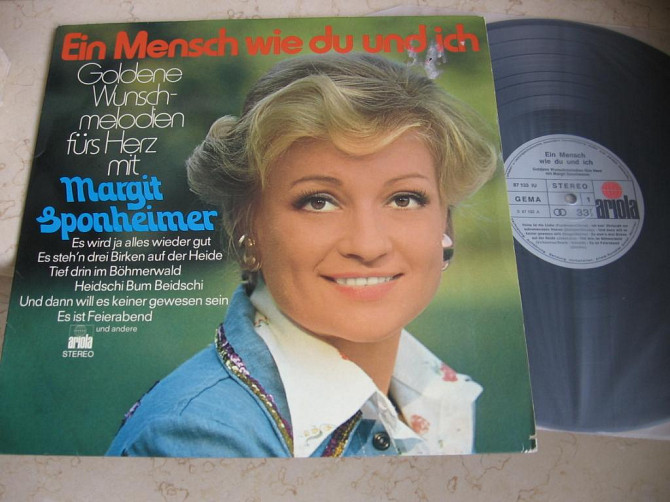 Ein Mensch wie du und ich
Goldene
Wunsch-
melodien
fürs Herz
mit
Margit
Sponheimer
Es wird ja alles wieder gut
Es steh'n drei Birken auf der Heide
Tief drin im Böhmerwald
Heidschi Bum Beidschi
Und dann will es keiner gewesen sein
Es ist Feierabend
und andere
ariola
STEREO
Ein Mensch
wie du und ich
STEREO
GEMA
33
ariola